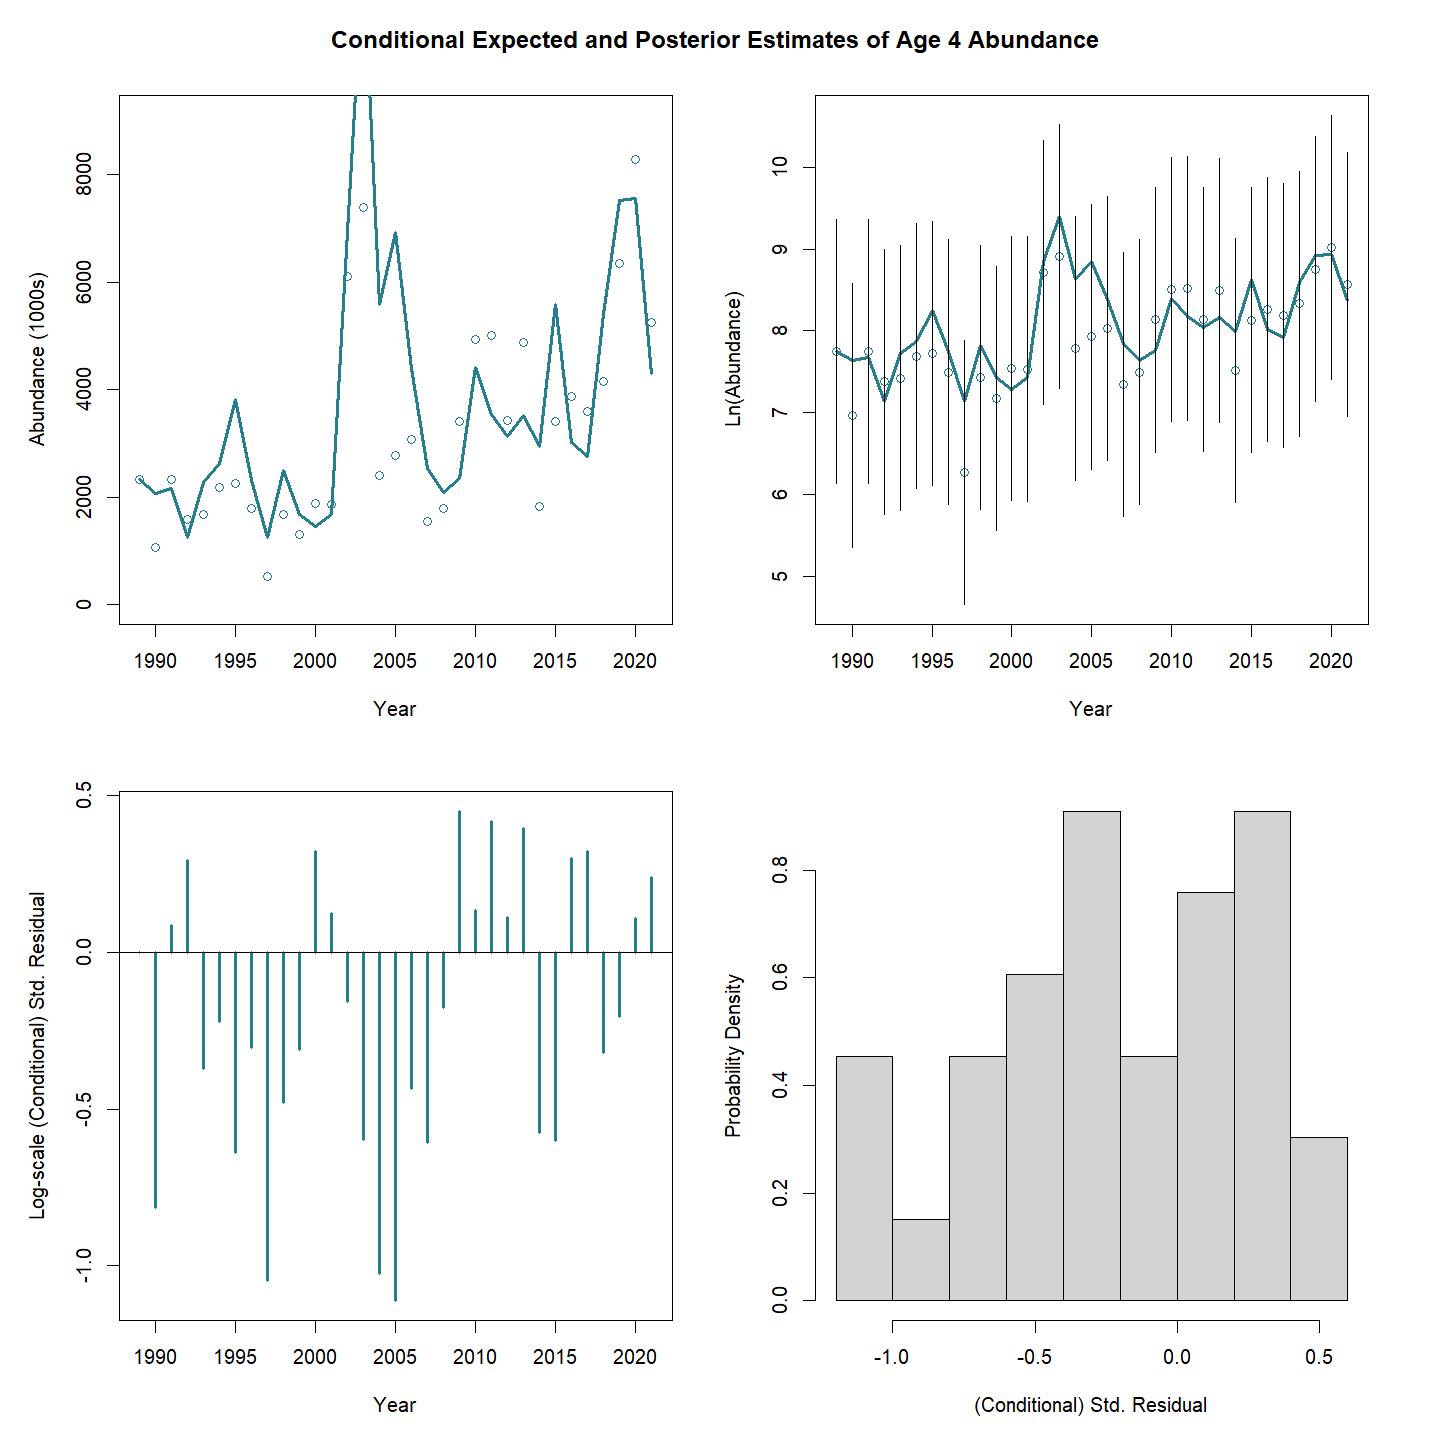 Conditional Expected and Posterior Estimates of Age 4 Abundance
Abundance (1000s)
0
2000
4000
6000
8000
1990 1995 2000 2005 2010 2015 2020
Year
Ln(Abundance)
5
6
7
8
9
10
1990 1995 2000 2005 2010 2015 2020
Year
Log-scale (Conditional) Std. Residual
-1.0
-0.5
0.0
0.5
1990 1995 2000 2005 2010 2015 2020
Year
Probability Density
0.0
0.2
0.4
0.6
0.8
-1.0 -0.5 0.0 0.5
(Conditional) Std. Residual